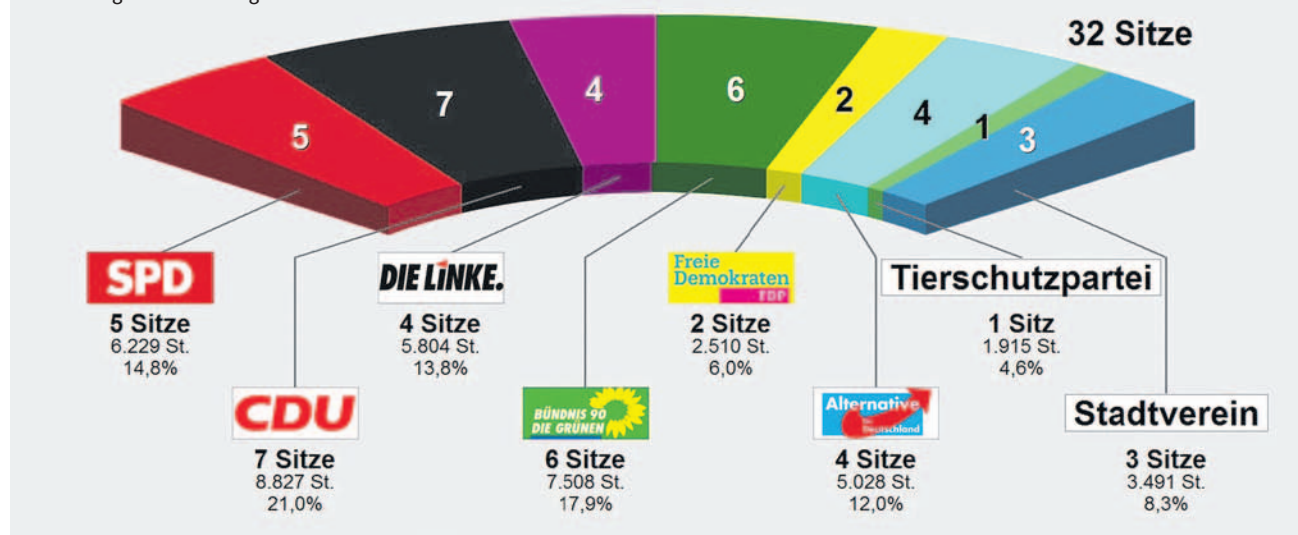 32 Sitze
5
7
4
6
2
4
1
3
SPD
5 Sitze
6.229 St.
14,8%
CDU
7 Sitze
8.827 St.
21,0%
DIE LINKE.
4 Sitze
5.804 St.
13,8%
BÜNDNIS 90
DIE GRÜNEN
6 Sitze
7.508 St.
17,9%
Freie
Demokraten
FDP
2 Sitze
2.510 St.
6,0%
Alternative
für
Deutschland
4 Sitze
5.028 St.
12,0%
Tierschutzpartei
1 Sitz
1.915 St.
4,6%
Stadtverein
3 Sitze
3.491 St.
8,3%